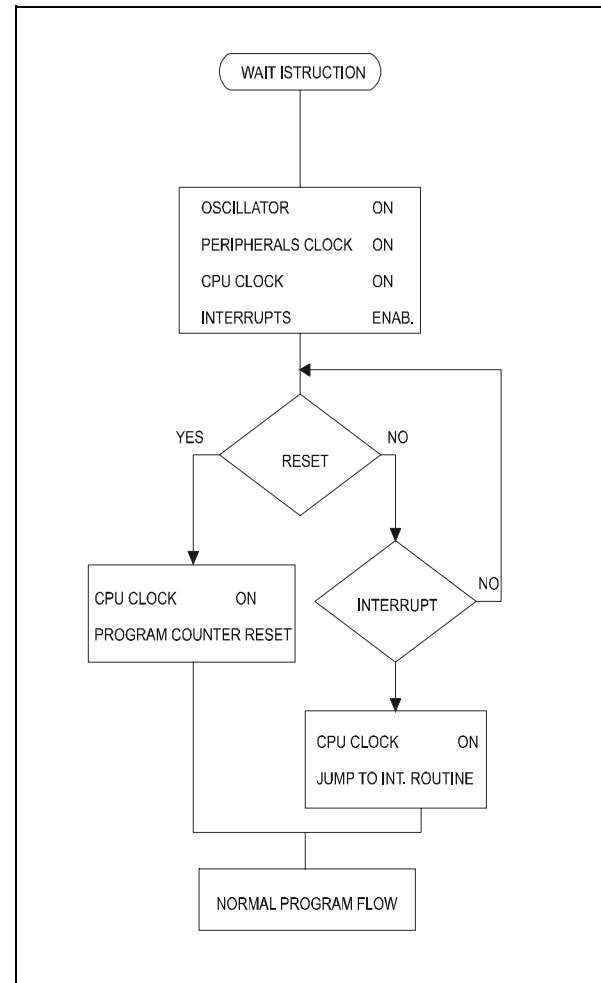 WAIT ISTRUCTION
OSCILLATOR ON
PERIPHERALS CLOCK ON
CPU CLOCK ON
INTERRUPTS ENAB.
YES
NO
RESET
CPU CLOCK ON
PROGRAM COUNTER RESET
INTERRUPT
NO
CPU CLOCK ON
JUMP TO INT. ROUTINE
NORMAL PROGRAM FLOW